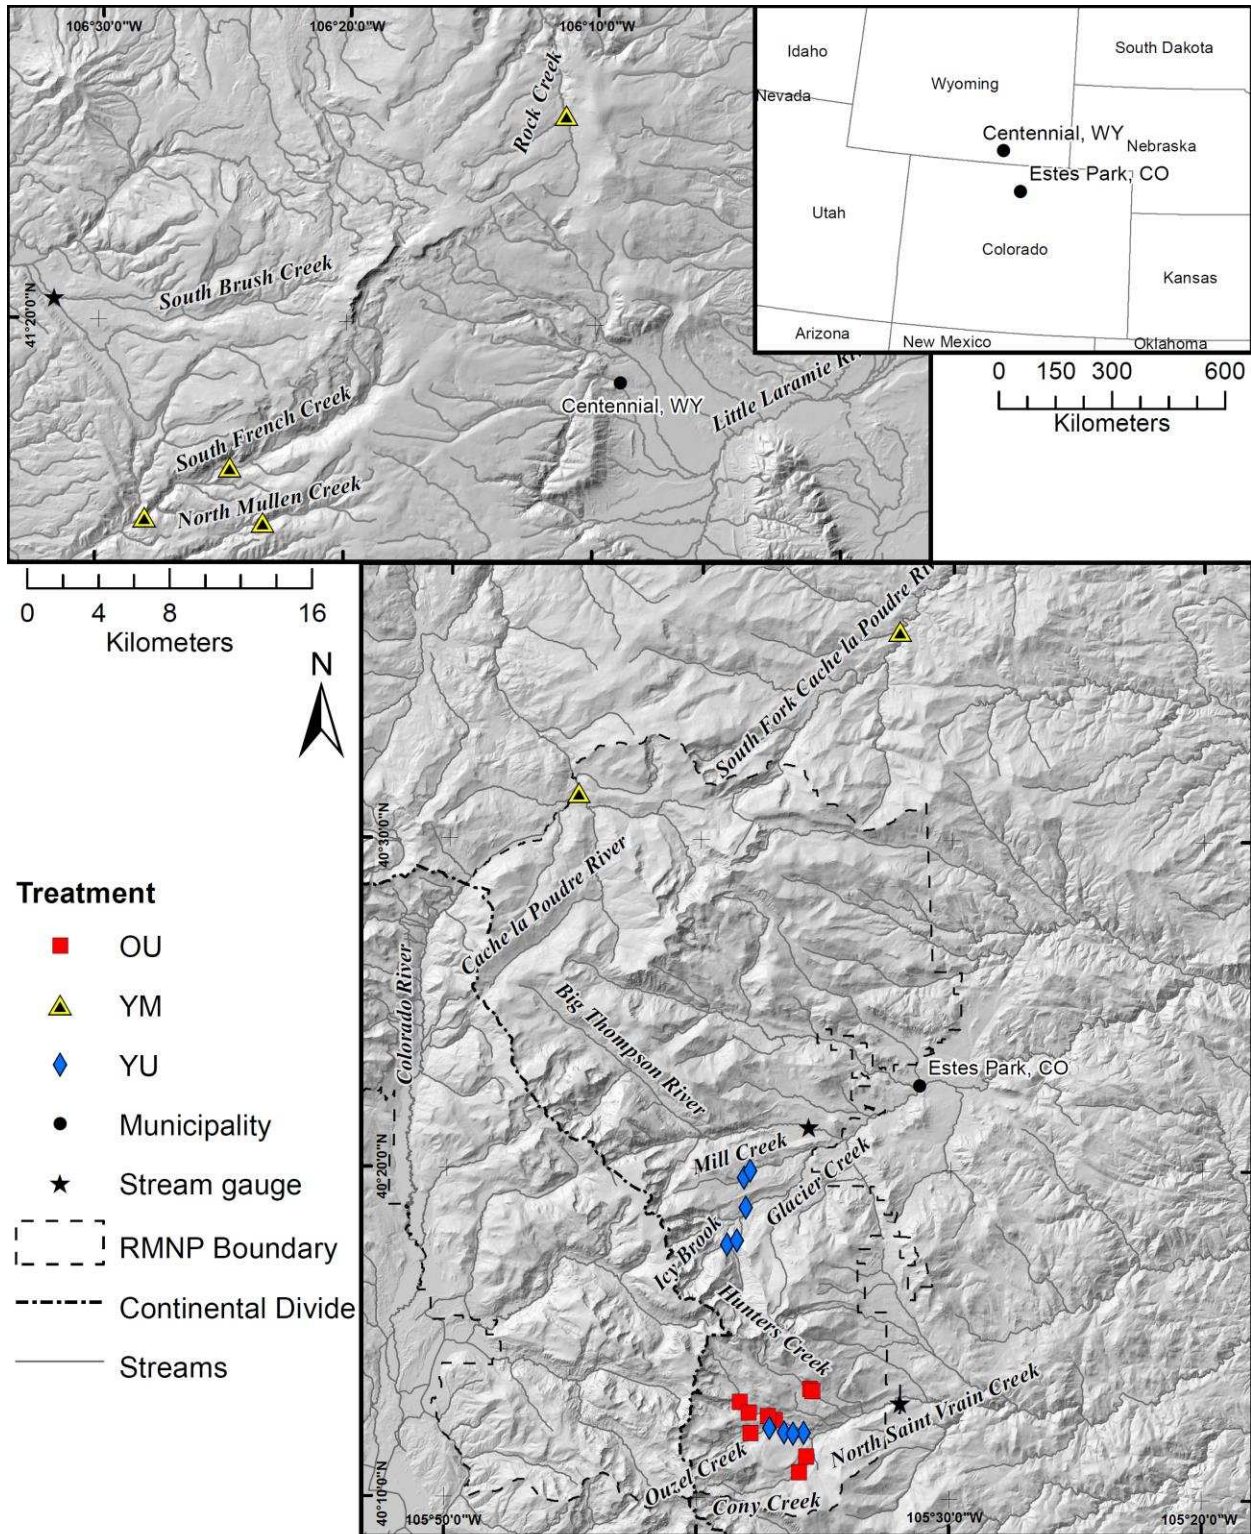 106°30'0"W
106°20'0"W
106°10'0"W
Rock Creek
South Brush Creek
41°20'0"N
South French Creek
North Mullen Creek
Centennial, WY
Little Laramie Riv
Idaho
Wyoming
South Dakota
Nevada
Centennial, WY
Nebraska
Estes Park, CO
Utah
Colorado
Kansas
Arizona
New Mexico
Oklahoma
0 150 300 600
Kilometers
0 4 8 16
Kilometers
N
South Fork Cache la Poudre Riv
40°30'0"N
Cache la Poudre River
Colorado River
Big Thompson River
Estes Park, CO
Mill Creek
40°20'0"N
Glacier Creek
Icy Brook
Hunters Creek
North Saint Vrain Creek
Ouzel Creek
Cony Creek
40°10'0"N
105°50'0"W
105°30'0"W
105°20'0"W
Treatment
OU
YM
YU
Municipality
Stream gauge
RMNP Boundary
Continental Divide
Streams